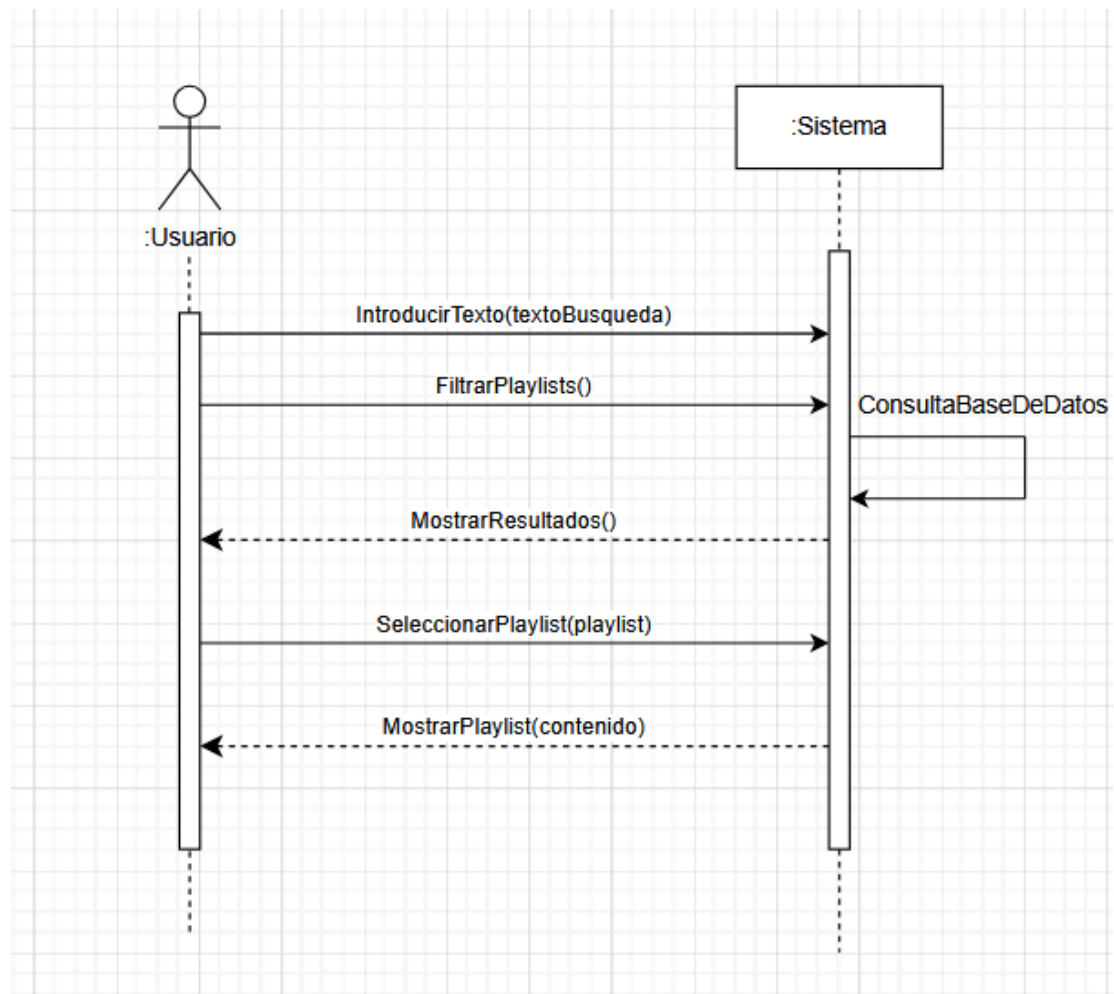 :Sistema
:Usuario
IntroducirTexto(textoBusqueda)
FiltrarPlaylists()
ConsultaBaseDeDatos
MostrarResultados()
SeleccionarPlaylist(playlist)
MostrarPlaylist(contenido)